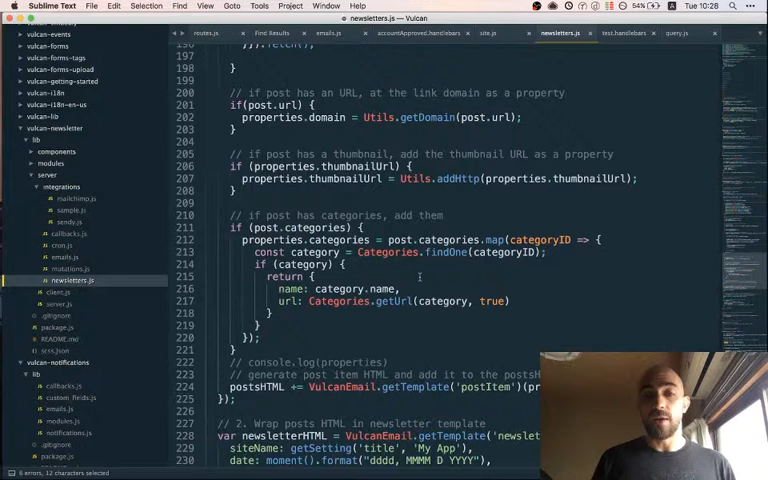 Sublime Text File Edit Selection Find View Goto Tools Project Window Help 54% A Tue 10:28
newsletters.js — Vulcan
vulcan-events
vulcan-forms
vulcan-forms-tags
vulcan-forms-upload
vulcan-getting-started
vulcan-i18n
vulcan-i18n-en-us
vulcan-lib
vulcan-newsletter
lib
components
modules
server
integrations
mailchimp.js
sample.js
sendy.js
callbacks.js
cron.js
emails.js
mutations.js
newsletters.js
client.js
server.js
.gitignore
package.js
README.md
scss.json
vulcan-notifications
lib
callbacks.js
custom_fields.js
emails.js
modules.js
notifications.js
.gitignore
package.js
routes.js Find Results emails.js accountApproved.handlebars site.js newsletters.js test.handlebars query.js
196 }}).fetch();
197
198 }
199
200 // if post has an URL, at the link domain as a property
201 if(post.url) {
202 properties.domain = Utils.getDomain(post.url);
203 }
204
205 // if post has a thumbnail, add the thumbnail URL as a property
206 if (properties.thumbnailUrl) {
207 properties.thumbnailUrl = Utils.addHttp(properties.thumbnailUrl);
208 }
209
210 // if post has categories, add them
211 if (post.categories) {
212 properties.categories = post.categories.map(categoryID => {
213 const category = Categories.findOne(categoryID);
214 if (category) {
215 return {
216 name: category.name,
217 url: Categories.getUrl(category, true)
218 }
219 }
220 });
221 }
222 // console.log(properties)
223 // generate post item HTML and add it to the postsH
224 postsHTML += VulcanEmail.getTemplate('postItem')(pr
225 });
226
227 // 2. Wrap posts HTML in newsletter template
228 var newsletterHTML = VulcanEmail.getTemplate('newslet
229 siteName: getSetting('title', 'My App'),
230 date: moment().format("dddd, MMMM D YYYY"),
6 errors, 12 characters selected